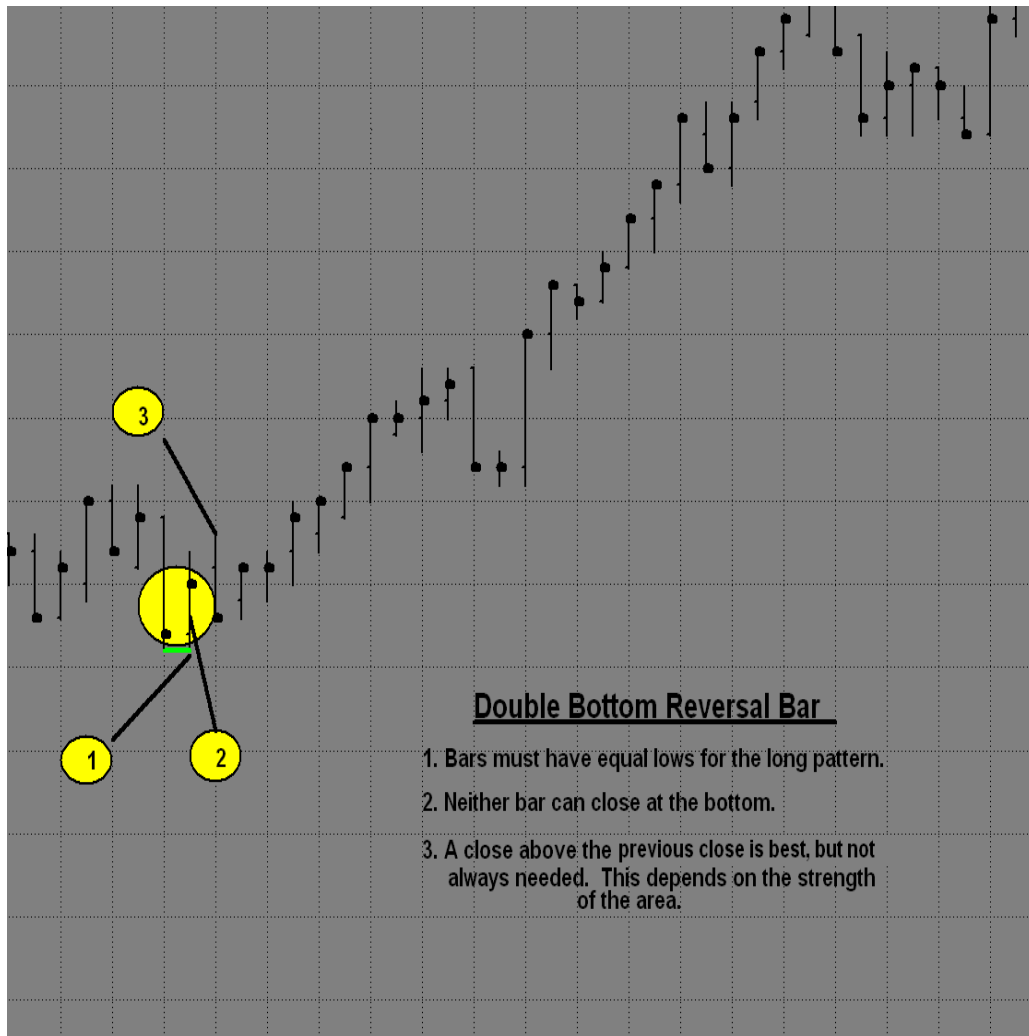 3
1
2
Double Bottom Reversal Bar
1. Bars must have equal lows for the long pattern.
2. Neither bar can close at the bottom.
3. A close above the previous close is best, but not
always needed. This depends on the strength
of the area.